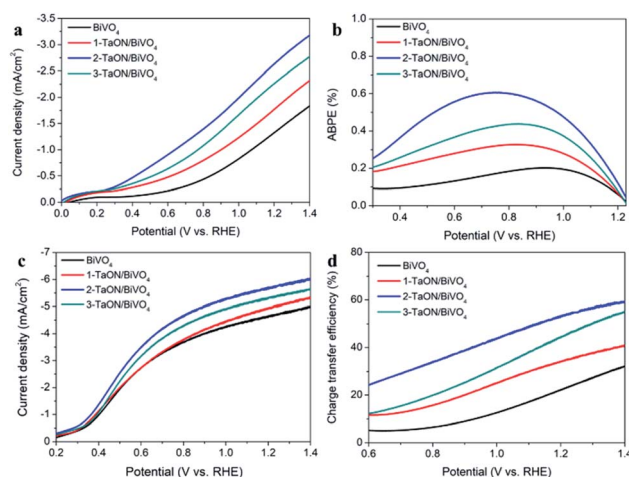 a
BiVO4
1-TaON/BiVO4
2-TaON/BiVO4
3-TaON/BiVO4
Current density (mA/cm²)
-3.5
-3.0
-2.5
-2.0
-1.5
-1.0
-0.5
0.0
0.0 0.2 0.4 0.6 0.8 1.0 1.2 1.4
Potential (V vs. RHE)
b
BiVO4
1-TaON/BiVO4
2-TaON/BiVO4
3-TaON/BiVO4
ABPE (%)
1.0
0.8
0.6
0.4
0.2
0.0
0.4 0.6 0.8 1.0 1.2
Potential (V vs. RHE)
c
BiVO4
1-TaON/BiVO4
2-TaON/BiVO4
3-TaON/BiVO4
Current density (mA/cm²)
-7
-6
-5
-4
-3
-2
-1
0
0.2 0.4 0.6 0.8 1.0 1.2 1.4
Potential (V vs. RHE)
d
BiVO4
1-TaON/BiVO4
2-TaON/BiVO4
3-TaON/BiVO4
Charge transfer efficiency (%)
80
60
40
20
0
0.6 0.8 1.0 1.2 1.4
Potential (V vs. RHE)